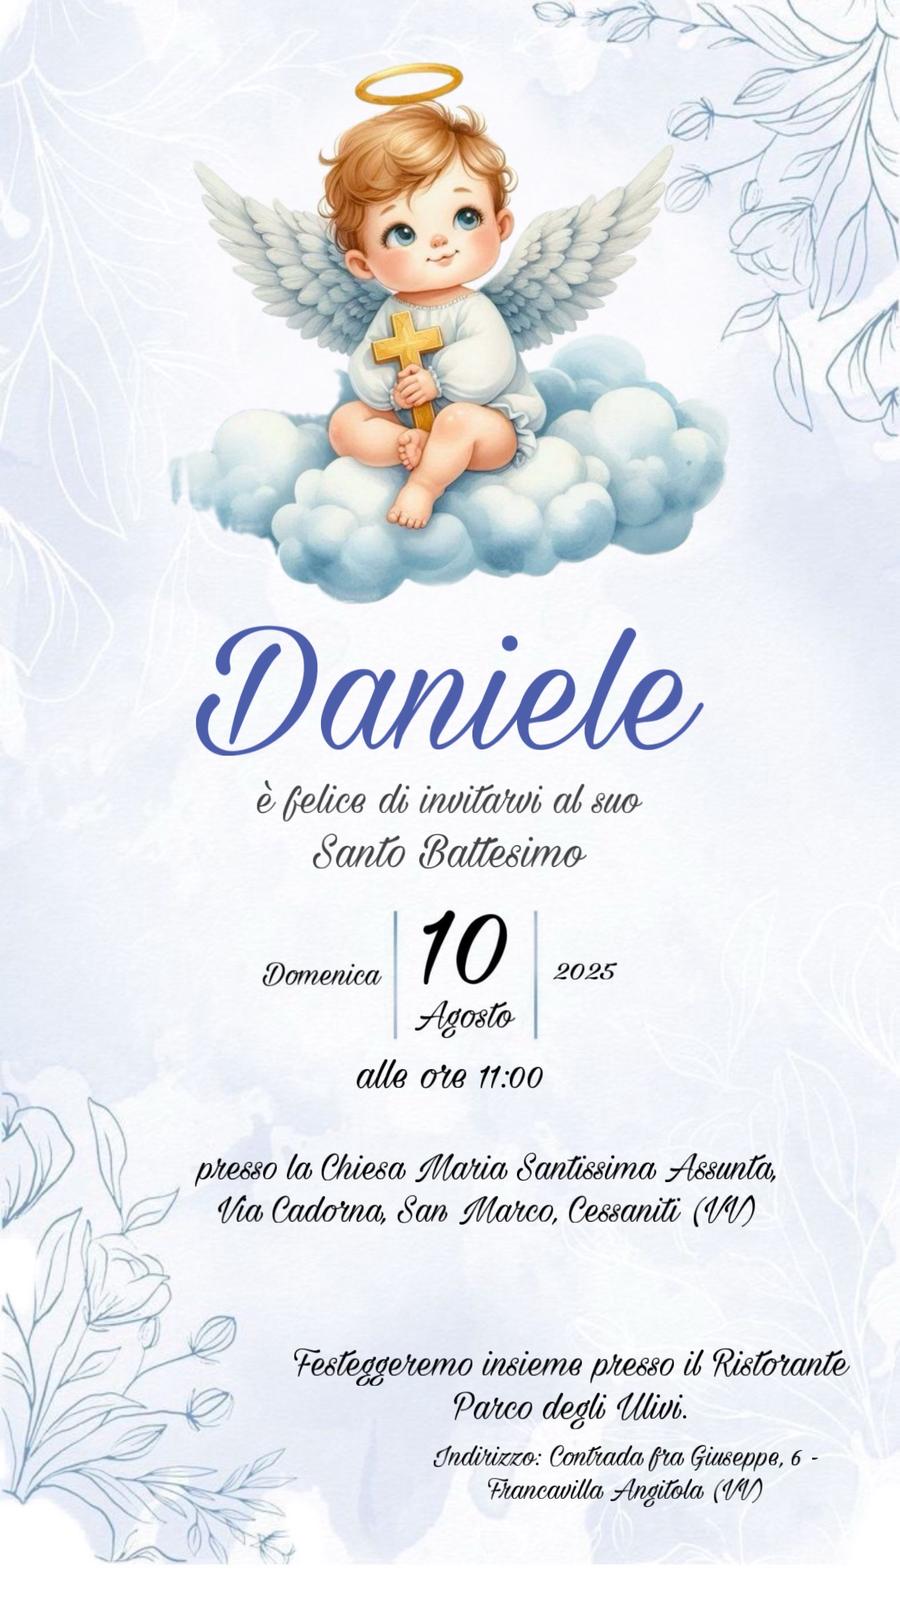 Daniele
è felice di invitarvi al suo
Santo Battesimo
Domenica
10
Agosto
2025
alle ore 11:00
presso la Chiesa Maria Santissima Assunta,
Via Cadorna, San Marco, Cessaniti (VV)
Festeggeremo insieme presso il Ristorante
Parco degli Ulivi.
Indirizzo: Contrada fra Giuseppe, 6 -
Francavilla Angitola (VV)